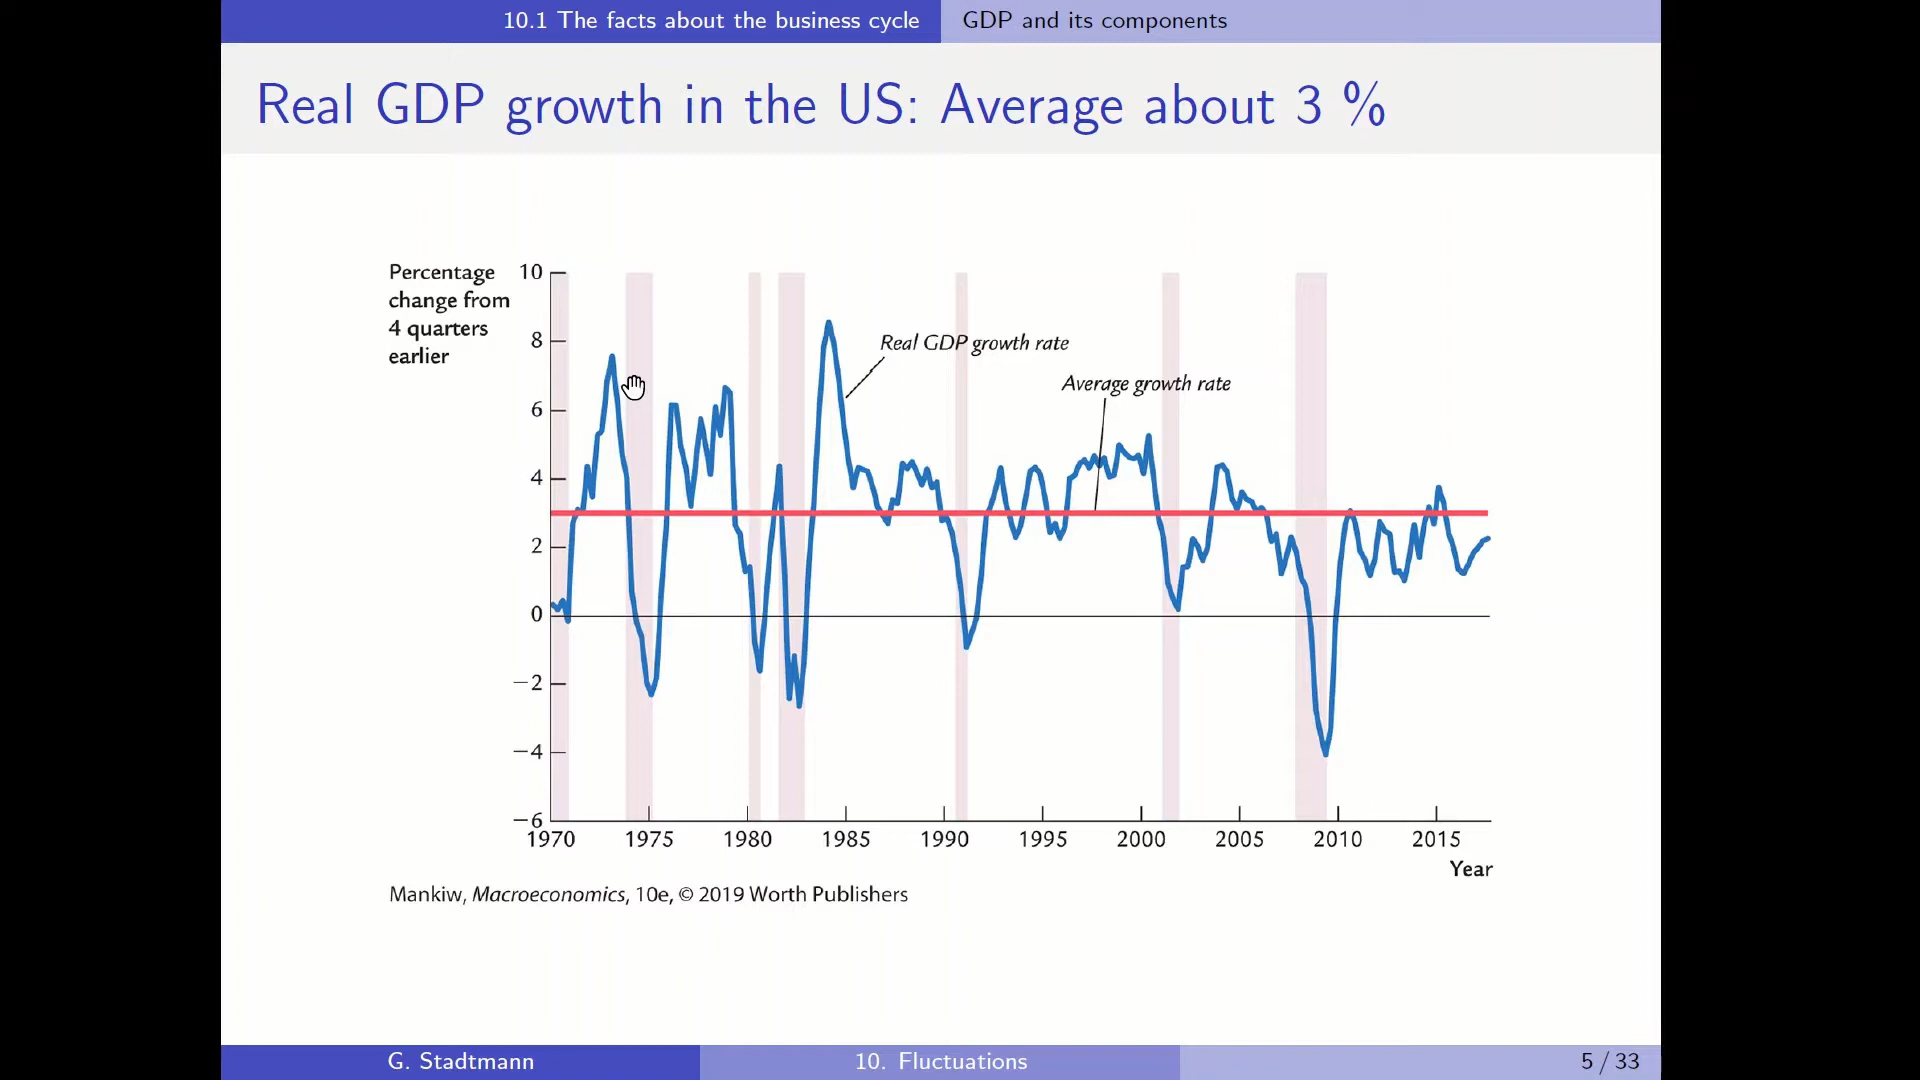 10.1 The facts about the business cycle
GDP and its components
Real GDP growth in the US: Average about 3 %
Percentage
change from
4 quarters
earlier
10
8
6
4
2
0
−2
−4
−6
Real GDP growth rate
Average growth rate
1970 1975 1980 1985 1990 1995 2000 2005 2010 2015
Year
Mankiw, Macroeconomics, 10e, © 2019 Worth Publishers
G. Stadtmann
10. Fluctuations
5 / 33